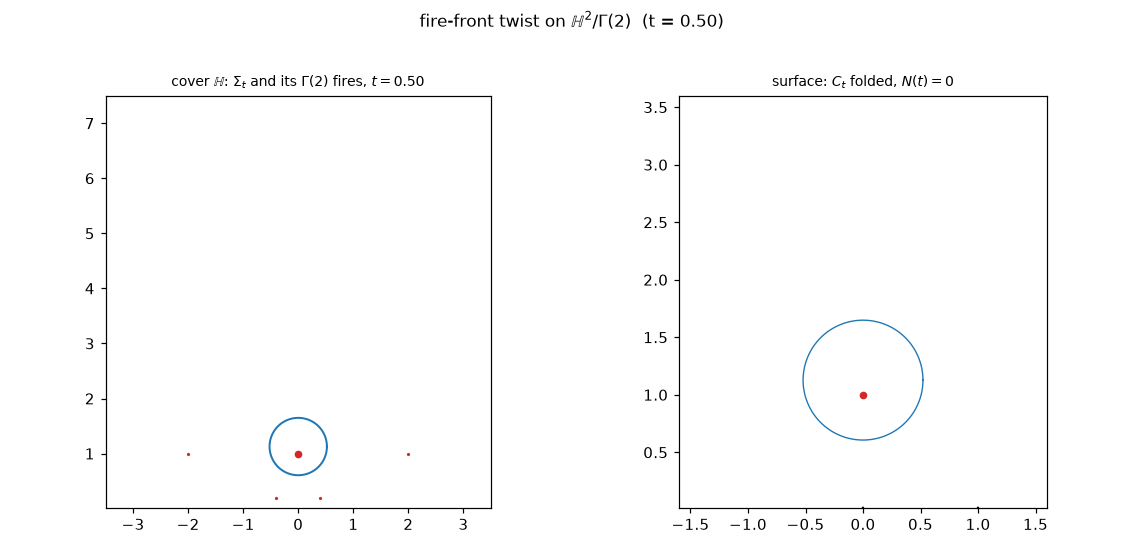 fire-front twist on ℍ²/Γ(2)  (t = 0.50)
cover ℍ: Σₜ and its Γ(2) fires, t = 0.50
7
6
5
4
3
2
1
−3 −2 −1 0 1 2 3
surface: Cₜ folded, N(t) = 0
3.5
3.0
2.5
2.0
1.5
1.0
0.5
−1.5 −1.0 −0.5 0.0 0.5 1.0 1.5